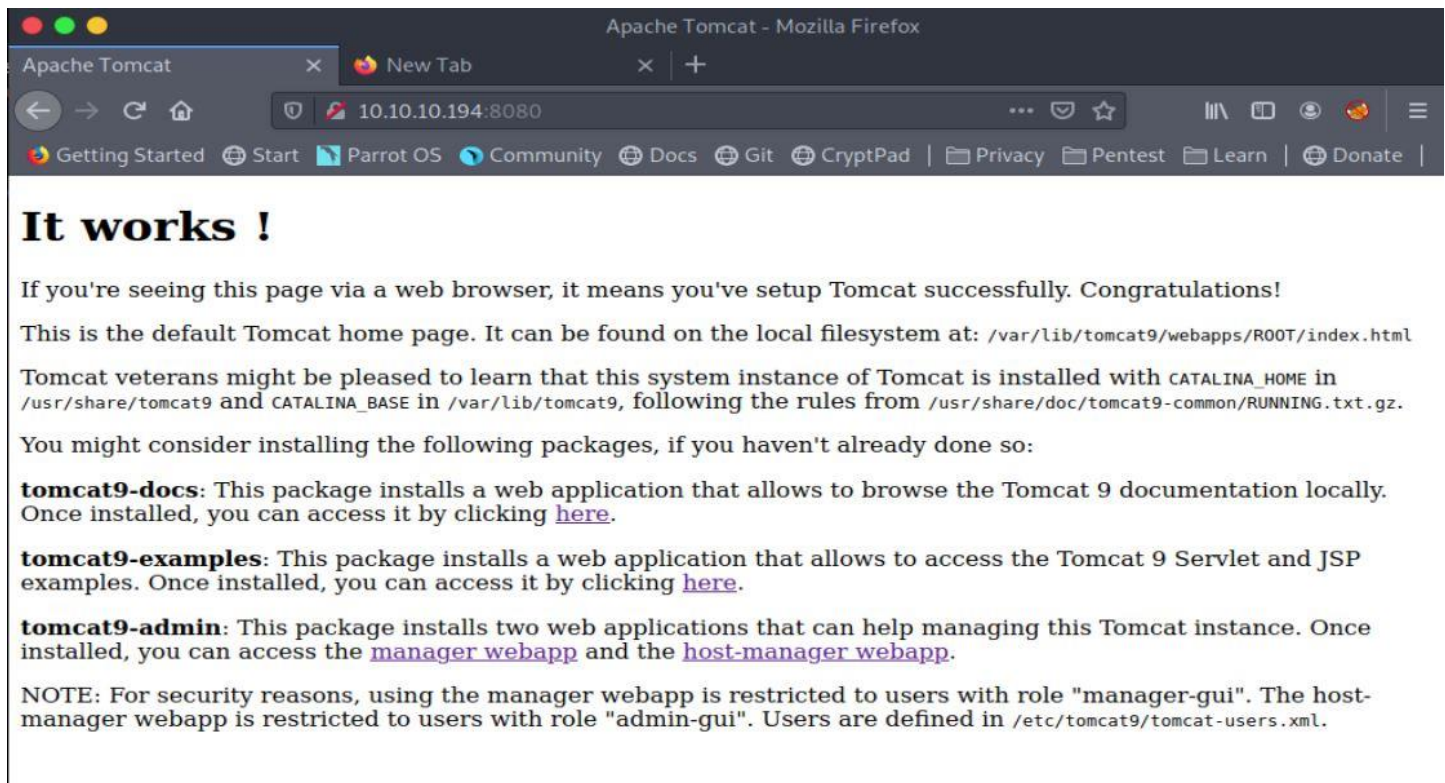 Apache Tomcat - Mozilla Firefox
Apache Tomcat
New Tab
10.10.10.194:8080
Getting Started Start Parrot OS Community Docs Git CryptPad | Privacy Pentest Learn | Donate |
It works !
If you're seeing this page via a web browser, it means you've setup Tomcat successfully. Congratulations!
This is the default Tomcat home page. It can be found on the local filesystem at: /var/lib/tomcat9/webapps/ROOT/index.html
Tomcat veterans might be pleased to learn that this system instance of Tomcat is installed with CATALINA_HOME in
/usr/share/tomcat9 and CATALINA_BASE in /var/lib/tomcat9, following the rules from /usr/share/doc/tomcat9-common/RUNNING.txt.gz.
You might consider installing the following packages, if you haven't already done so:
tomcat9-docs: This package installs a web application that allows to browse the Tomcat 9 documentation locally.
Once installed, you can access it by clicking here.
tomcat9-examples: This package installs a web application that allows to access the Tomcat 9 Servlet and JSP
examples. Once installed, you can access it by clicking here.
tomcat9-admin: This package installs two web applications that can help managing this Tomcat instance. Once
installed, you can access the manager webapp and the host-manager webapp.
NOTE: For security reasons, using the manager webapp is restricted to users with role "manager-gui". The host-
manager webapp is restricted to users with role "admin-gui". Users are defined in /etc/tomcat9/tomcat-users.xml.